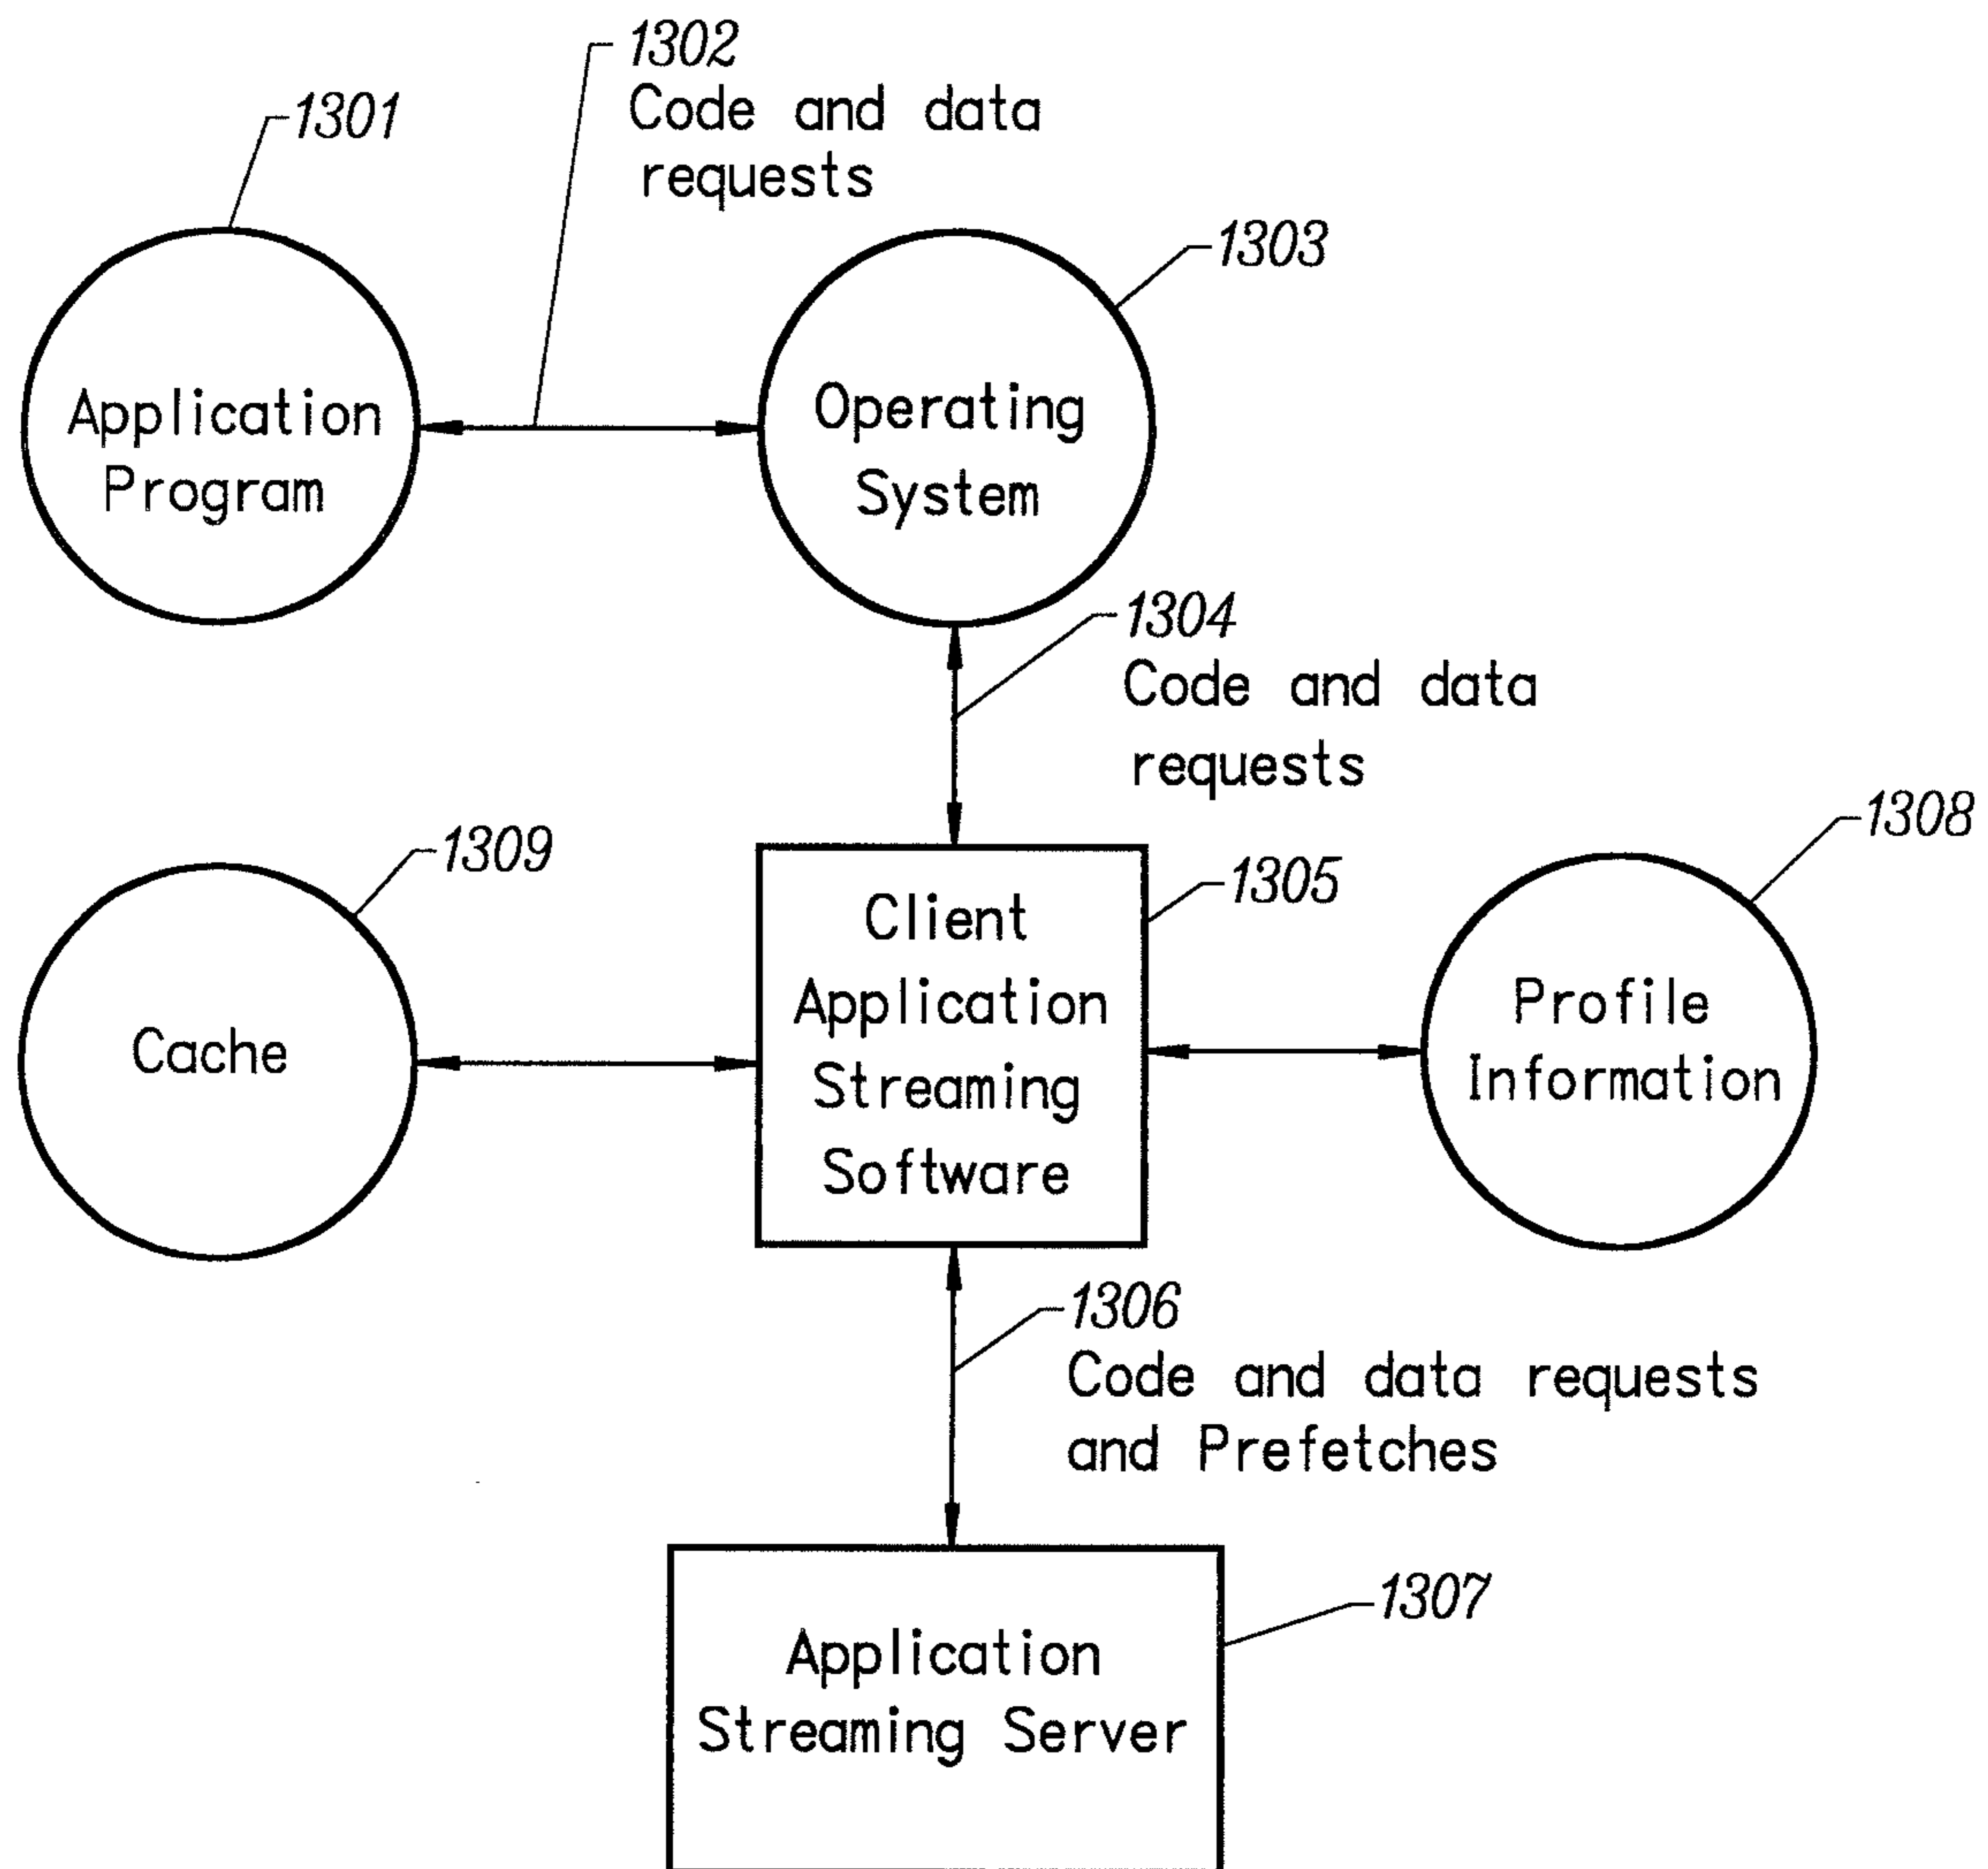 1302
Code and data
requests
1301
1303
Application
Program
Operating
System
1304
Code and data
requests
1309
1308
1305
Client
Application
Streaming
Software
Cache
Profile
Information
1306
Code and data requests
and Prefetches
1307
Application
Streaming Server